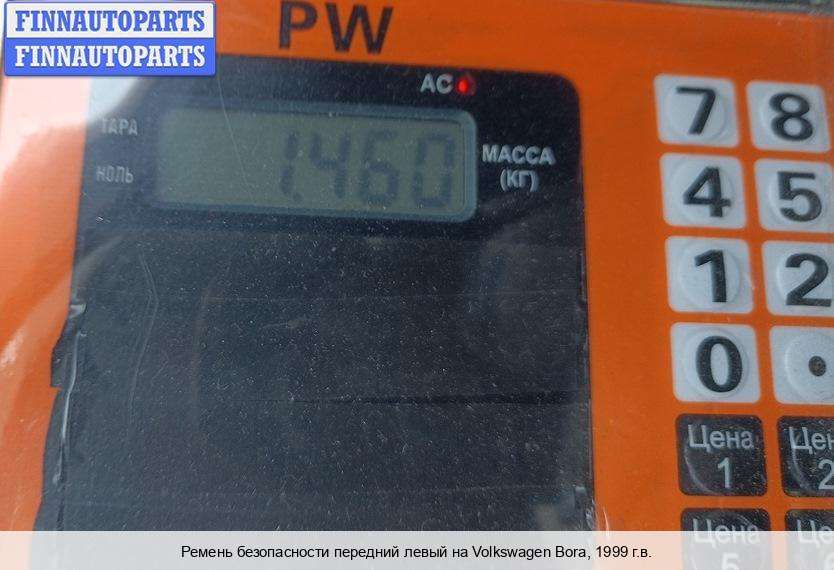 FINNAUTOPARTS
FINNAUTOPARTS
PW
AC
ТАРА
НОЛЬ
1.460
МАССА
(КГ)
7 8
4 5
1 2
0 .
Цена
1
2
Цена
Ремень безопасности передний левый на Volkswagen Bora, 1999 г.в.